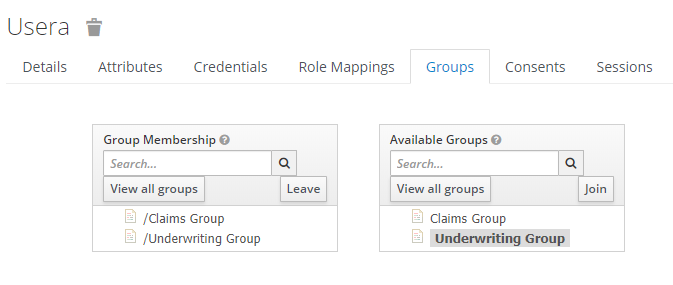 Usera
Details Attributes Credentials Role Mappings Groups Consents Sessions
Group Membership ?
Search...
View all groups Leave
/Claims Group
/Underwriting Group
Available Groups ?
Search...
View all groups Join
Claims Group
Underwriting Group